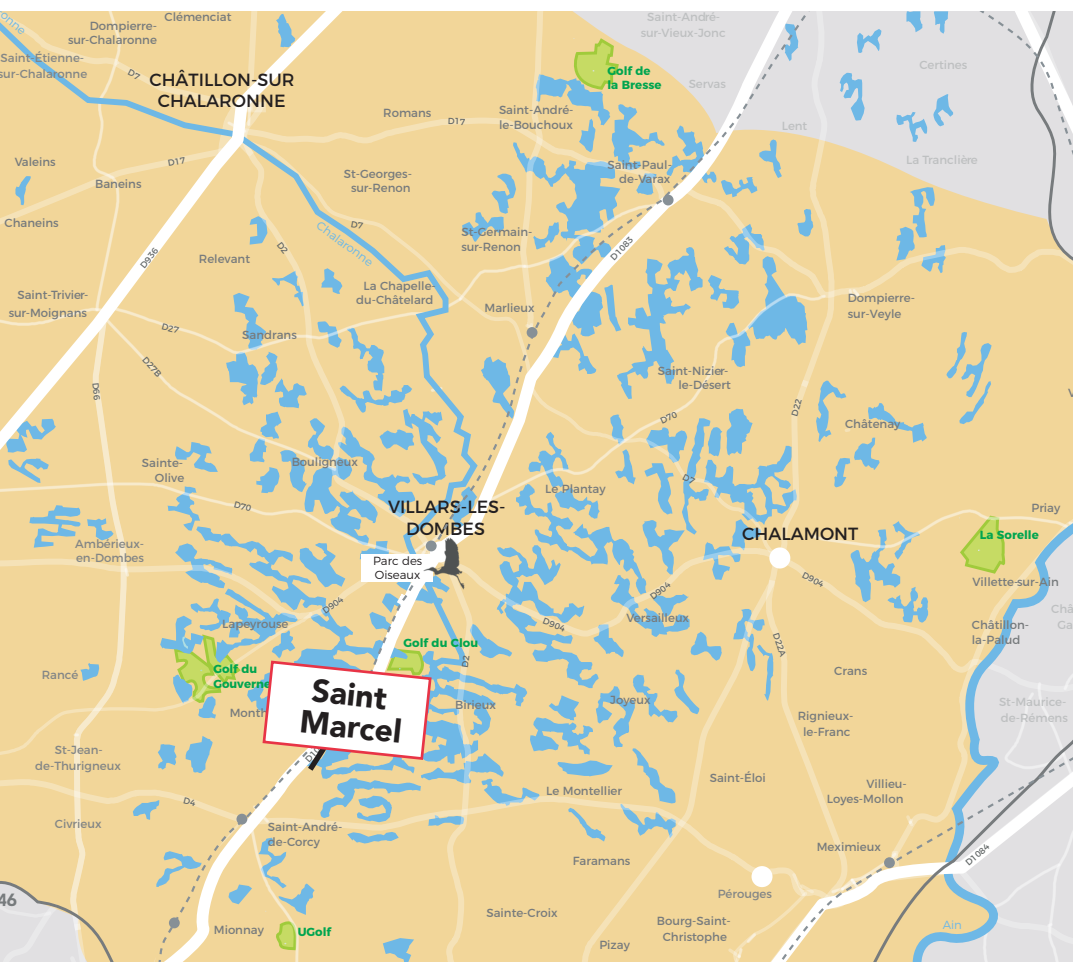 Clémenciat
Saint-André-
sur-Vieux-Jonc
Dompierre-
sur-Chalaronne
Saint-Étienne-
sur-Chalaronne
D7
CHÂTILLON-SUR
CHALARONNE
Golf de
la Bresse
Servas
Certines
Romans
D17
Saint-André-
le-Bouchoux
Lent
La Tranclière
Valeins
D17
Baneins
St-Georges-
sur-Renon
Saint-Paul-
de-Varax
Chaneins
D7
Chalaronne
D936
D2
Relevant
St-Germain-
sur-Renon
D1083
Saint-Trivier-
sur-Moignans
La Chapelle-
du-Châtelard
Marlieux
Dompierre-
sur-Veyle
D27
Sandrans
D27B
D66
Saint-Nizier-
le-Désert
D70
D22
Châtenay
Sainte-
Olive
Bouligneux
D7
Le Plantay
D70
VILLARS-LES-
DOMBES
CHALAMONT
Priay
La Sorelle
Ambérieux-
en-Dombes
Parc des
Oiseaux
D904
D904
D904
D904
Villette-sur-Ain
Châtillon-
la-Palud
Lapeyrouse
Versailleux
Golf du Clou
D2
D22A
Rancé
Golf du
Gouverne
Crans
Saint
Marcel
Month
Birieux
Joyeux
St-Maurice-
de-Rémens
Rignieux-
le-Franc
St-Jean-
de-Thurigneux
Saint-Éloi
Villieu-
Loyes-Mollon
D4
Le Montellier
Civrieux
Saint-André-
de-Corcy
Meximieux
D1084
Faramans
46
Pérouges
Mionnay
UGolf
Sainte-Croix
Bourg-Saint-
Christophe
Pizay
Ain